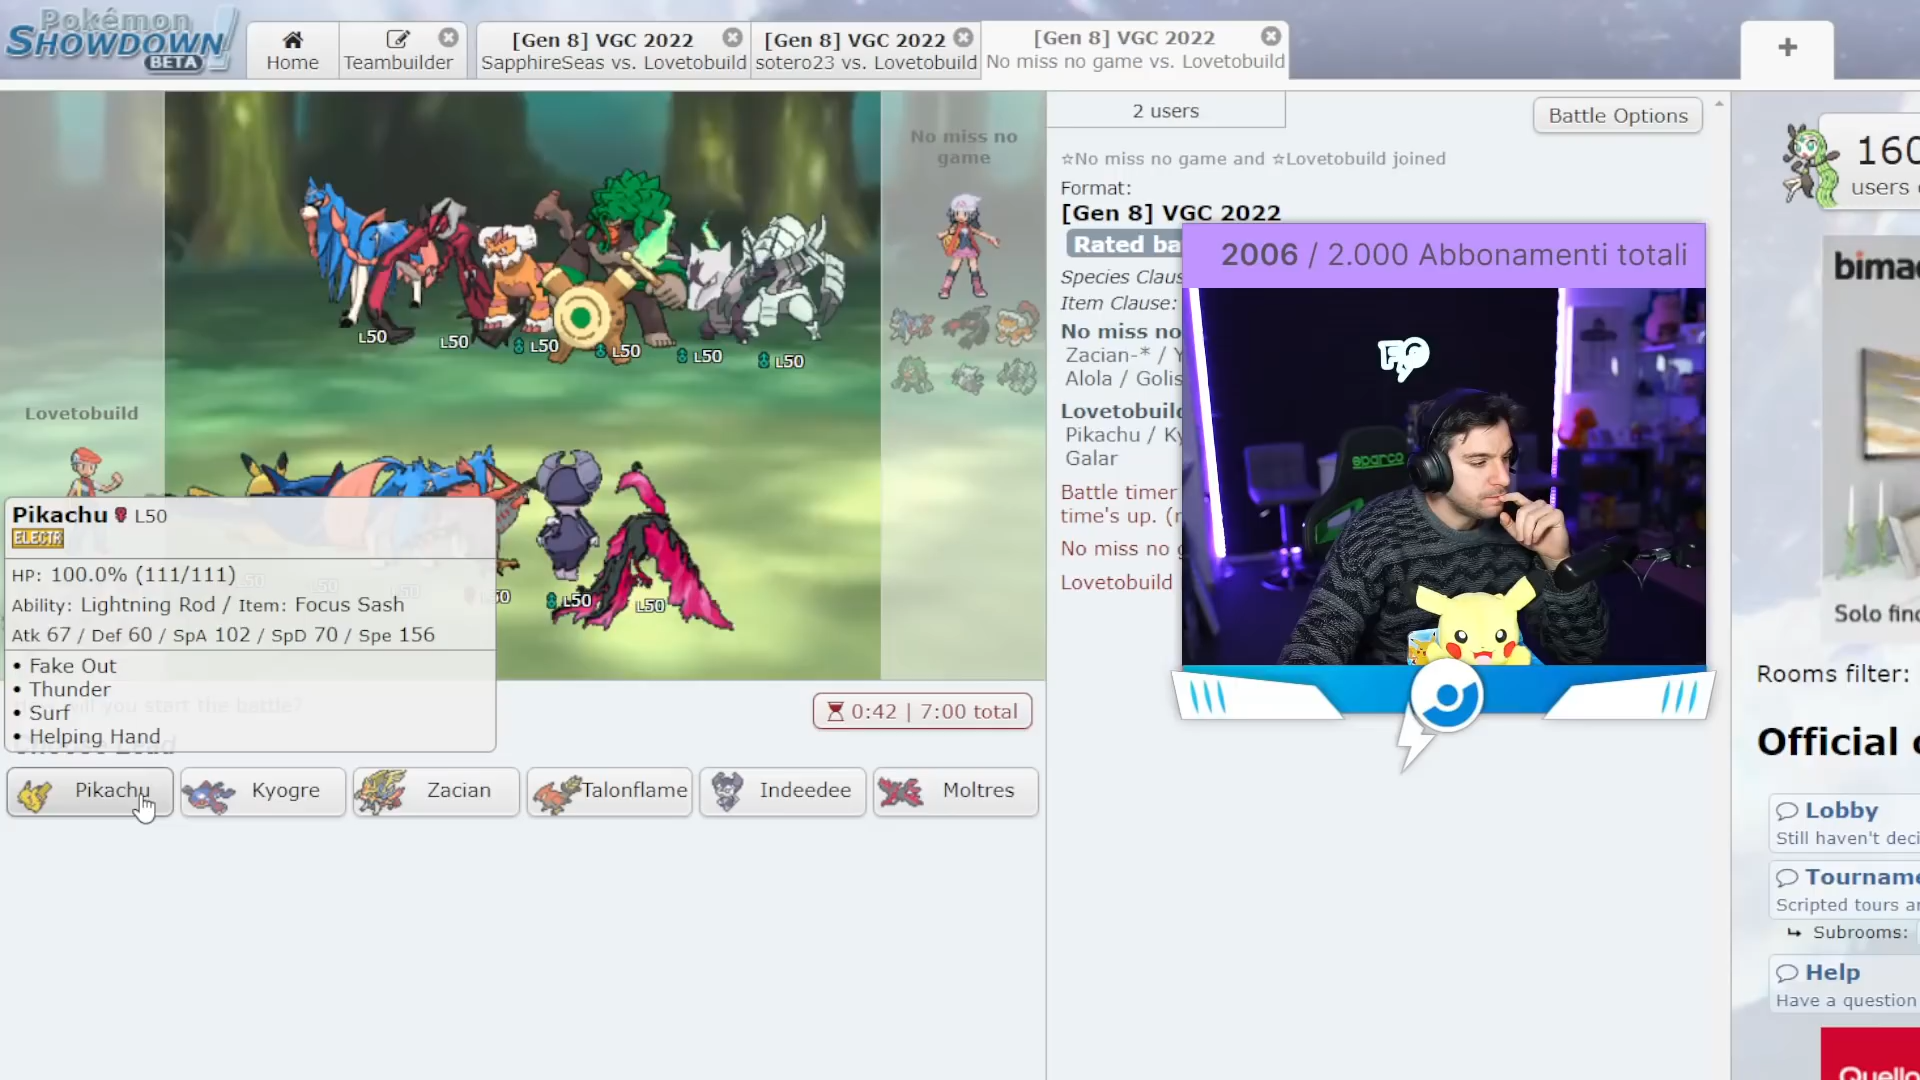 Pokémon
SHOWDOWN!
BETA
Home
Teambuilder
[Gen 8] VGC 2022
SapphireSeas vs. Lovetobuild
[Gen 8] VGC 2022
sotero23 vs. Lovetobuild
[Gen 8] VGC 2022
No miss no game vs. Lovetobuild
+
No miss no
game
L50
L50
L50
L50
L50
L50
Lovetobuild
L50
L50
Pikachu L50
ELECTR
HP: 100.0% (111/111)
Ability: Lightning Rod / Item: Focus Sash
Atk 67 / Def 60 / SpA 102 / SpD 70 / Spe 156
• Fake Out
• Thunder
• Surf
• Helping Hand
0:42 | 7:00 total
Pikachu
Kyogre
Zacian
Talonflame
Indeedee
Moltres
2 users
Battle Options
☆No miss no game and ☆Lovetobuild joined
Format:
[Gen 8] VGC 2022
Rated ba
Species Claus
Item Clause:
No miss no
Zacian-* / Y
Alola / Golis
Lovetobuild
Pikachu / Ky
Galar
Battle timer
time's up. (r
No miss no g
Lovetobuild
2006 / 2.000 Abbonamenti totali
sparco
160
users o
bima
Solo find
Rooms filter:
Official c
Lobby
Still haven't deci
Tourname
Scripted tours an
↳ Subrooms:
Help
Have a question
Quello